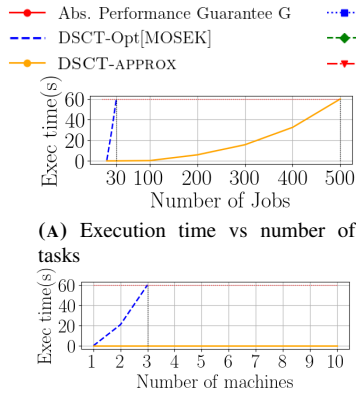 Abs. Performance Guarantee G
DSCT-Opt[MOSEK]
DSCT-APPROX
Exec time(s)
60
40
20
0
30 100 200 300 400 500
Number of Jobs
(A) Execution time vs number of
tasks
Exec time(s)
60
40
20
0
1 2 3 4 5 6 7 8 9 10
Number of machines